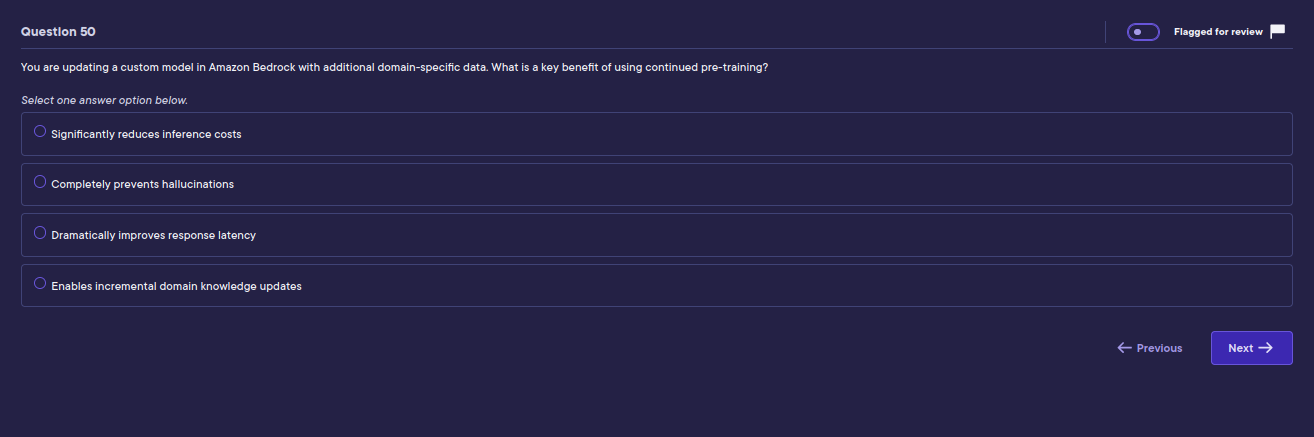 Question 50
Flagged for review
You are updating a custom model in Amazon Bedrock with additional domain-specific data. What is a key benefit of using continued pre-training?
Select one answer option below.
Significantly reduces inference costs
Completely prevents hallucinations
Dramatically improves response latency
Enables incremental domain knowledge updates
Previous
Next